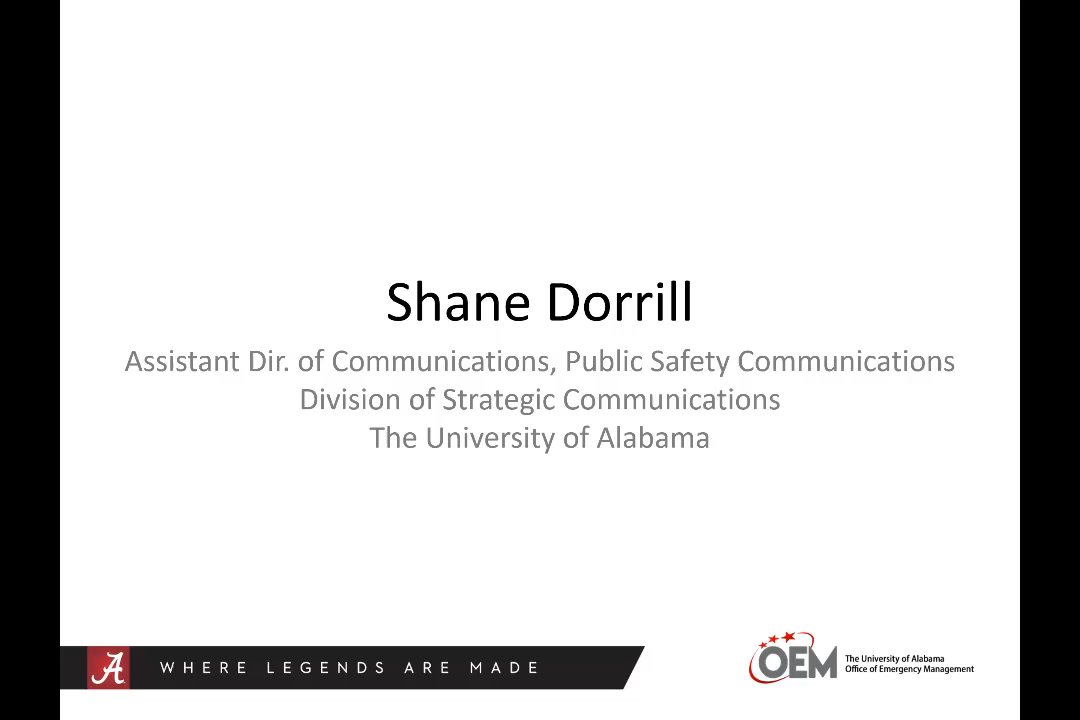 Shane Dorrill
Assistant Dir. of Communications, Public Safety Communications
Division of Strategic Communications
The University of Alabama
A WHERE LEGENDS ARE MADE
OEM
The University of Alabama
Office of Emergency Management